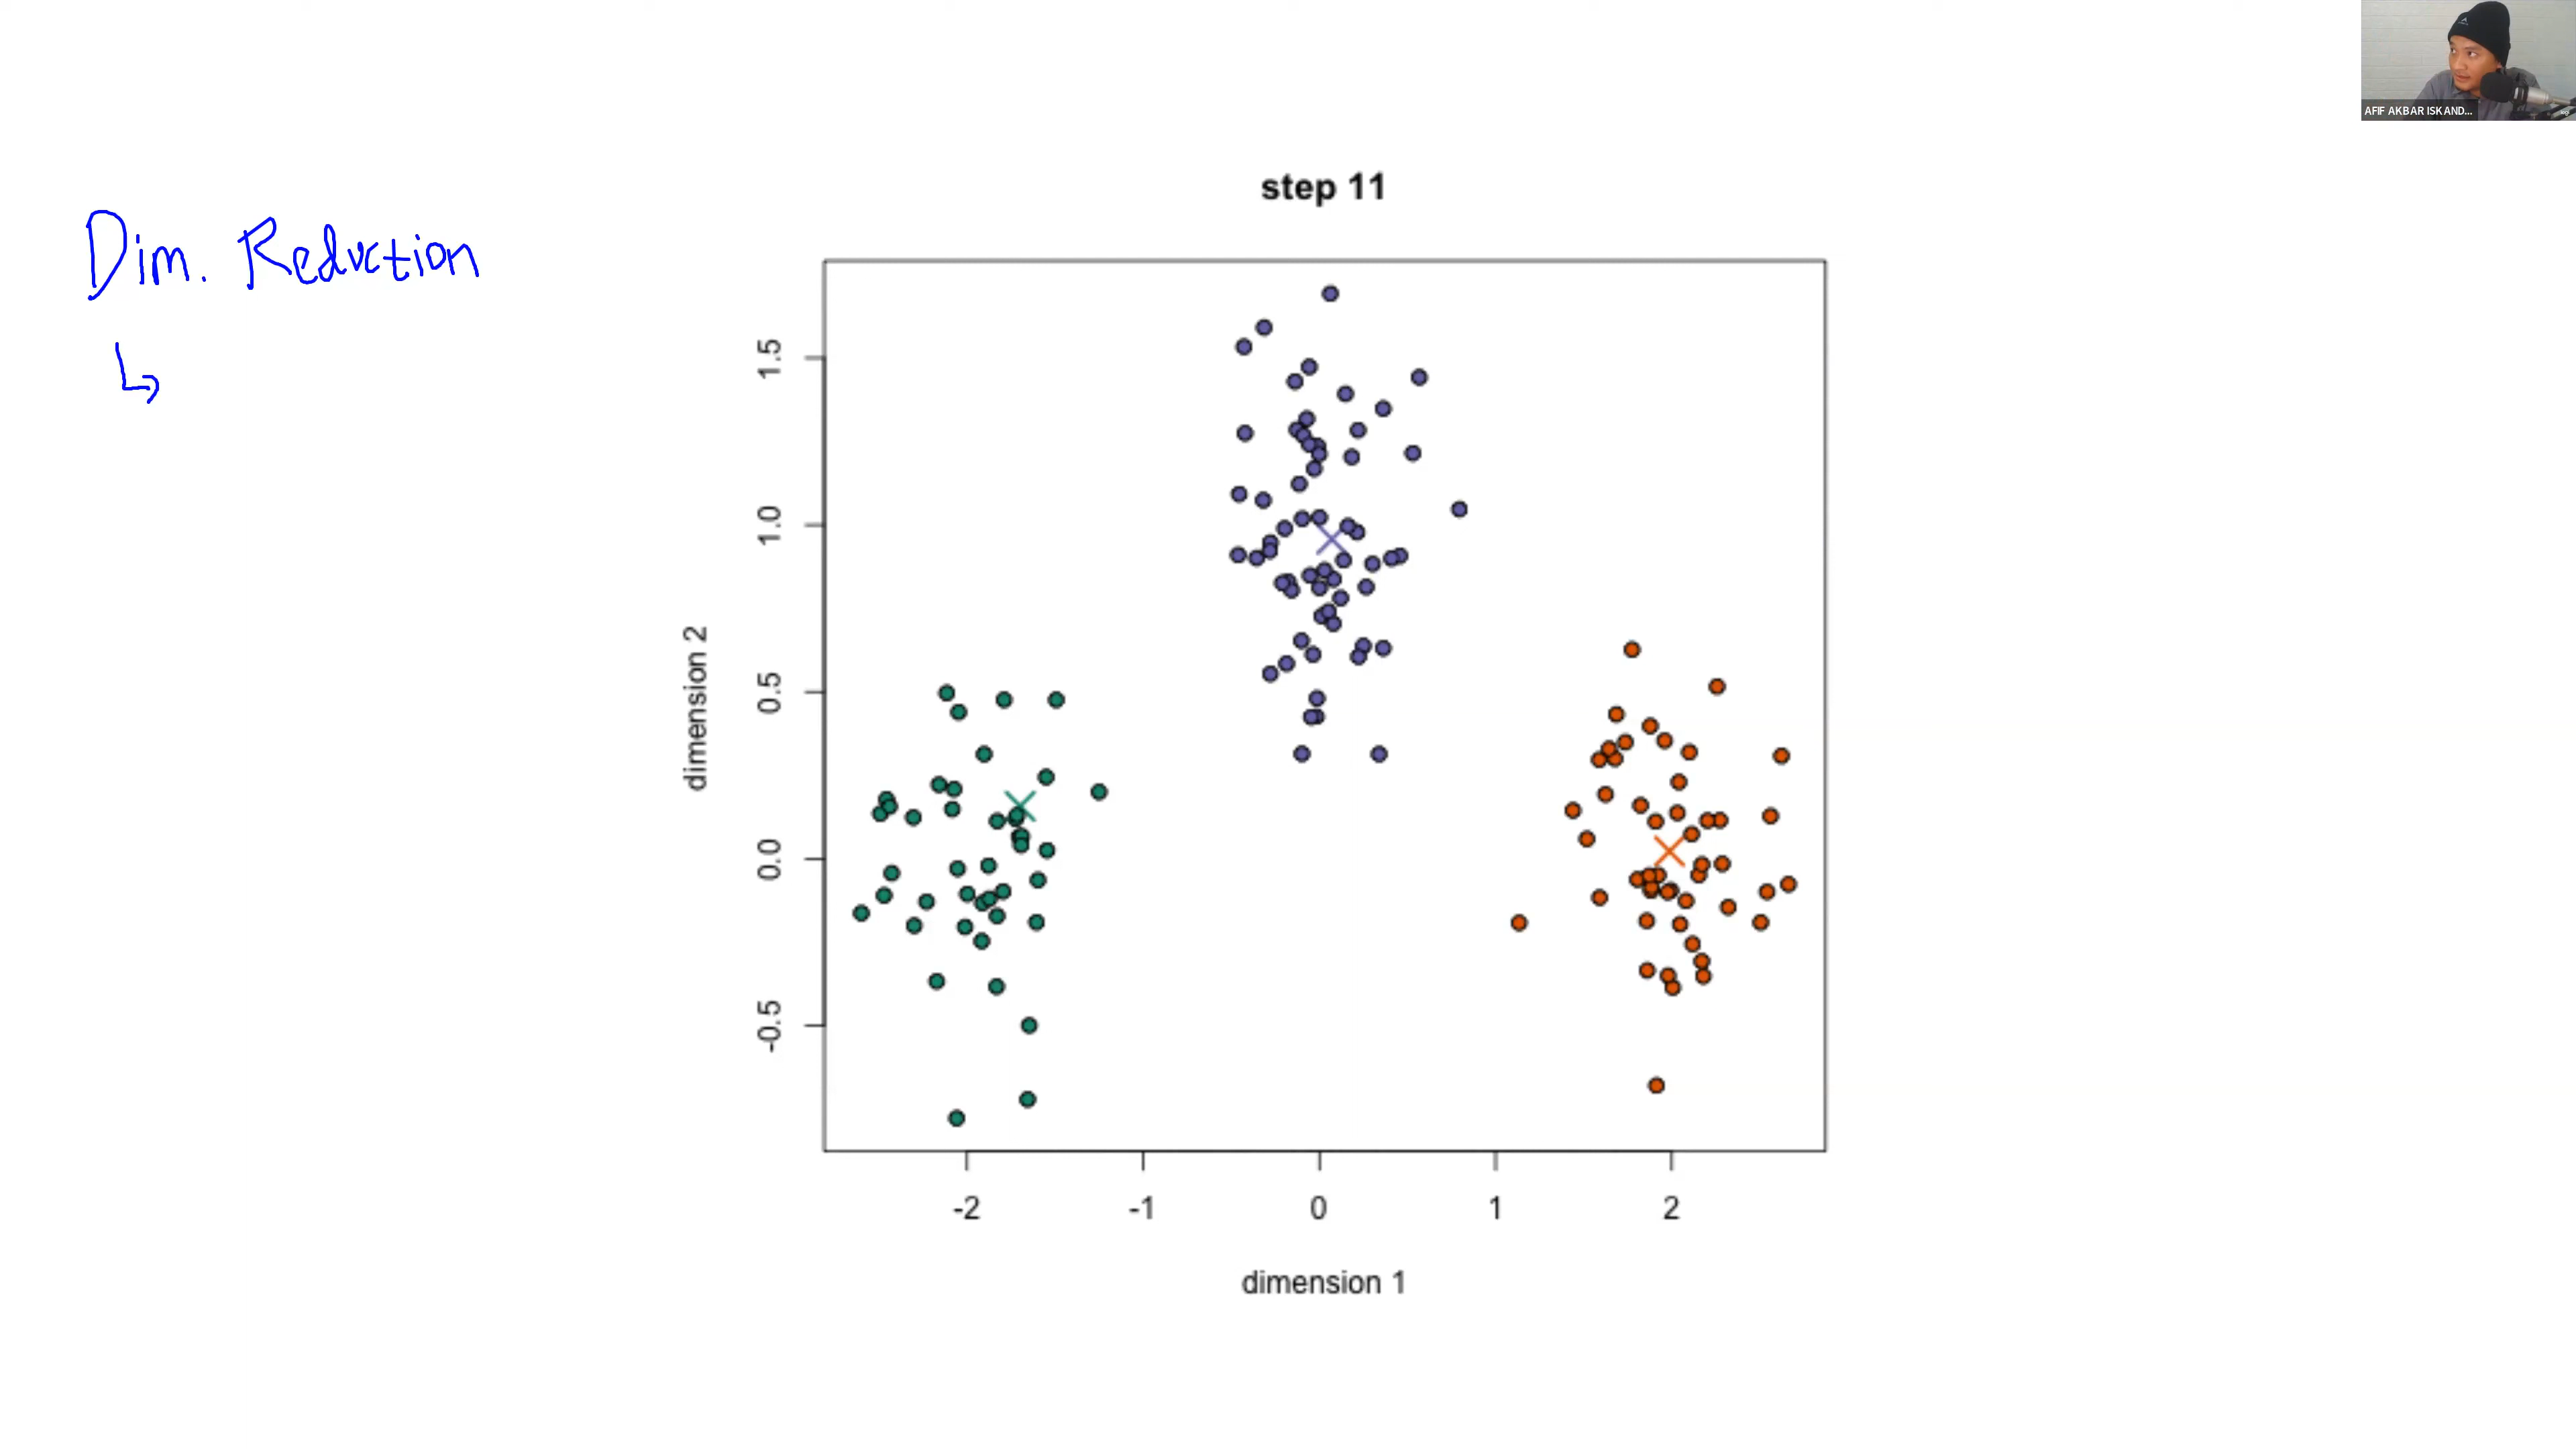 AFIF AKBAR ISKAND...
step 11
Dim. Reduction
1.5
1.0
0.5
0.0
-0.5
dimension 2
-2 -1 0 1 2
dimension 1